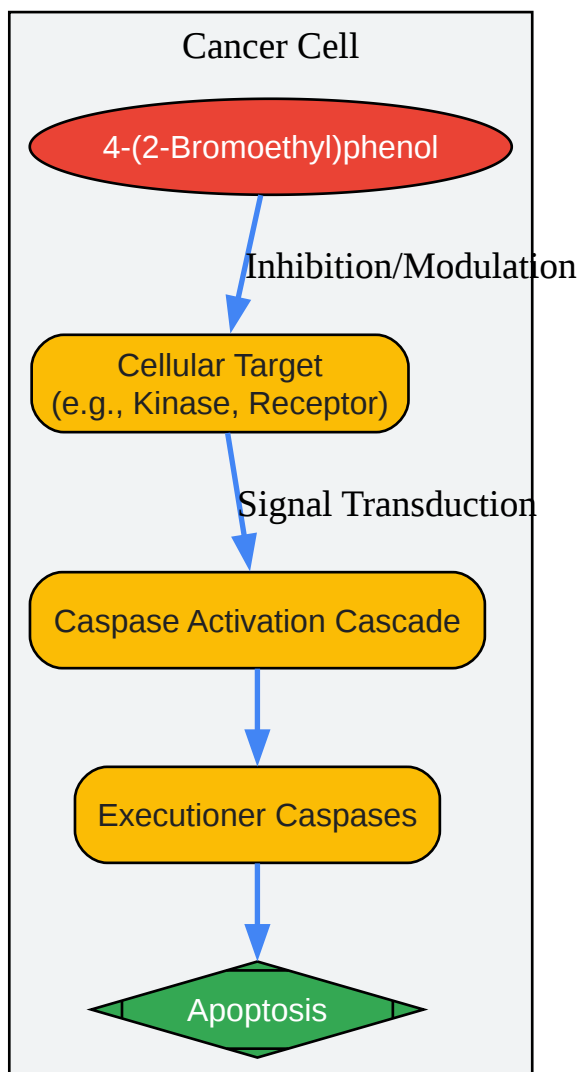 Cancer Cell
4-(2-Bromoethyl)phenol
Inhibition/Modulation
Cellular Target
(e.g., Kinase, Receptor)
Signal Transduction
Caspase Activation Cascade
Executioner Caspases
Apoptosis